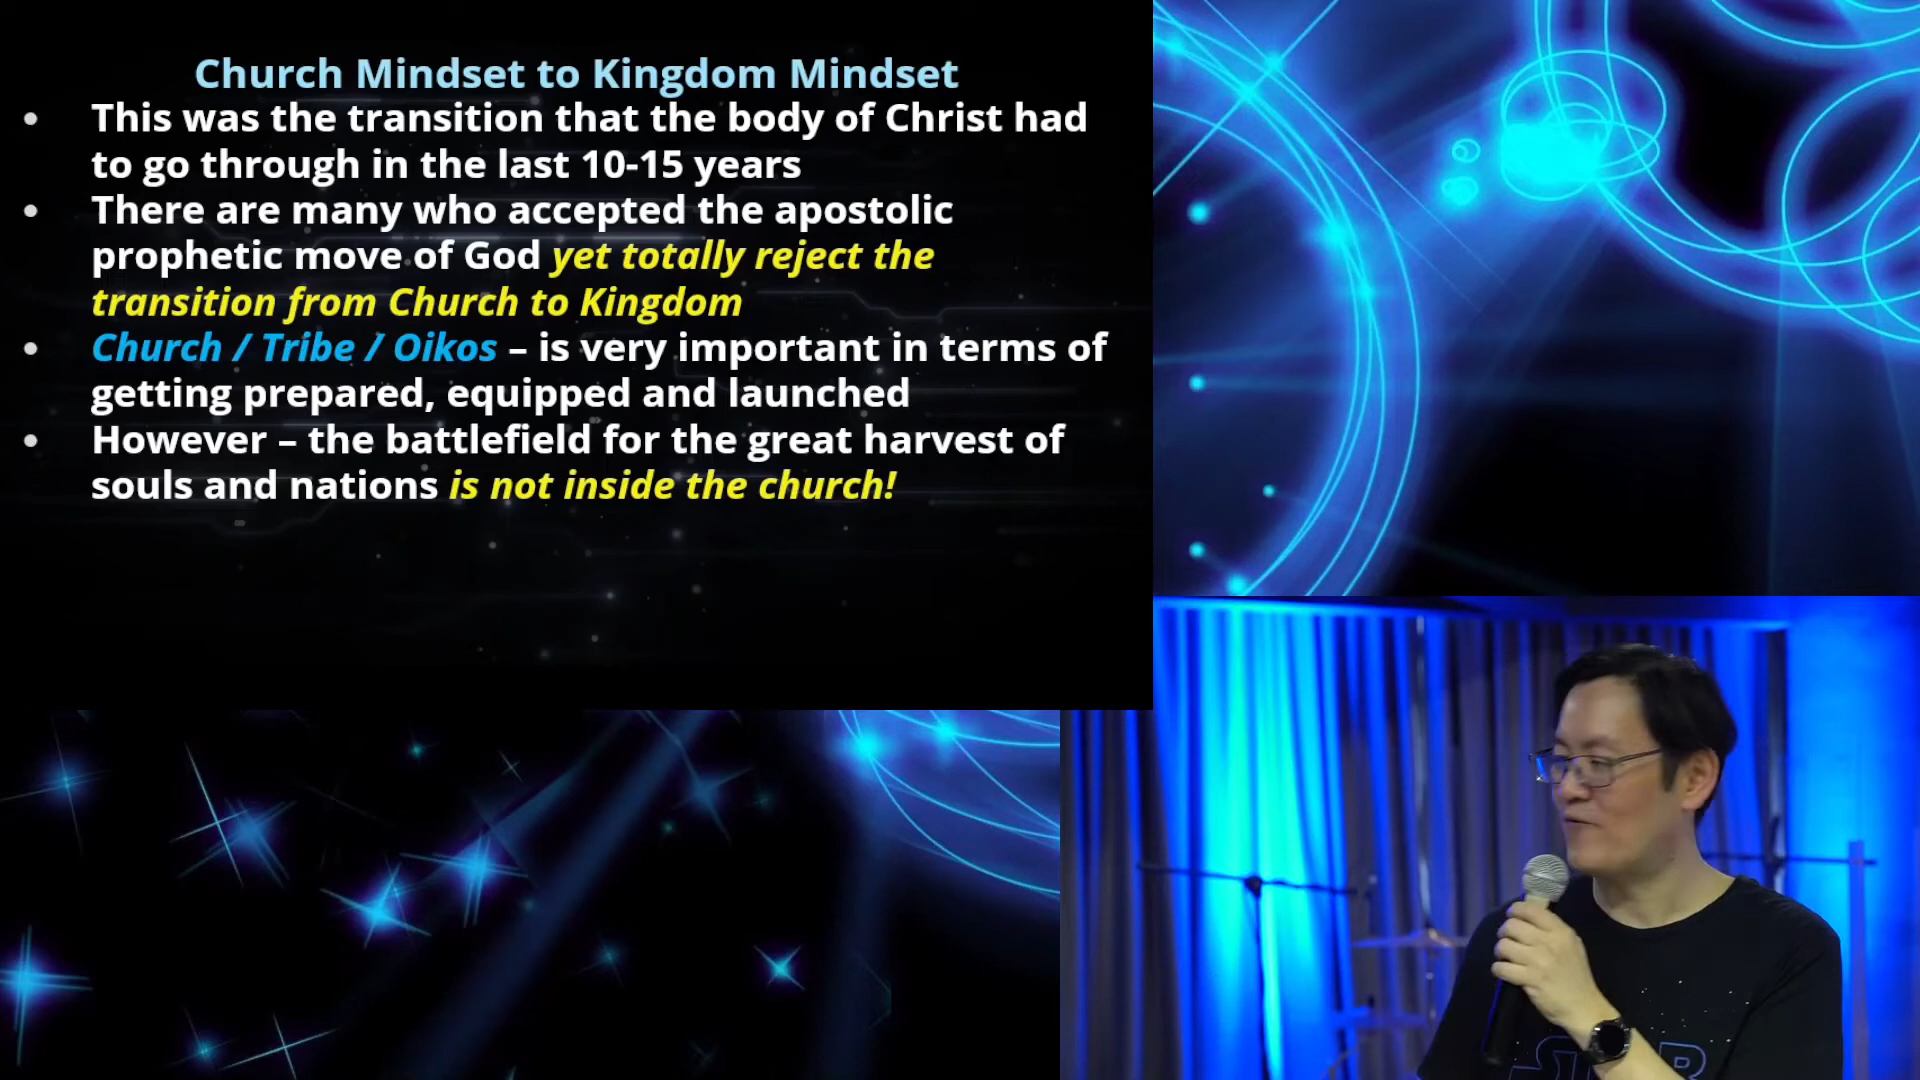 Church Mindset to Kingdom Mindset
• This was the transition that the body of Christ had
to go through in the last 10-15 years
• There are many who accepted the apostolic
prophetic move of God yet totally reject the
transition from Church to Kingdom
• Church / Tribe / Oikos – is very important in terms of
getting prepared, equipped and launched
• However – the battlefield for the great harvest of
souls and nations is not inside the church!